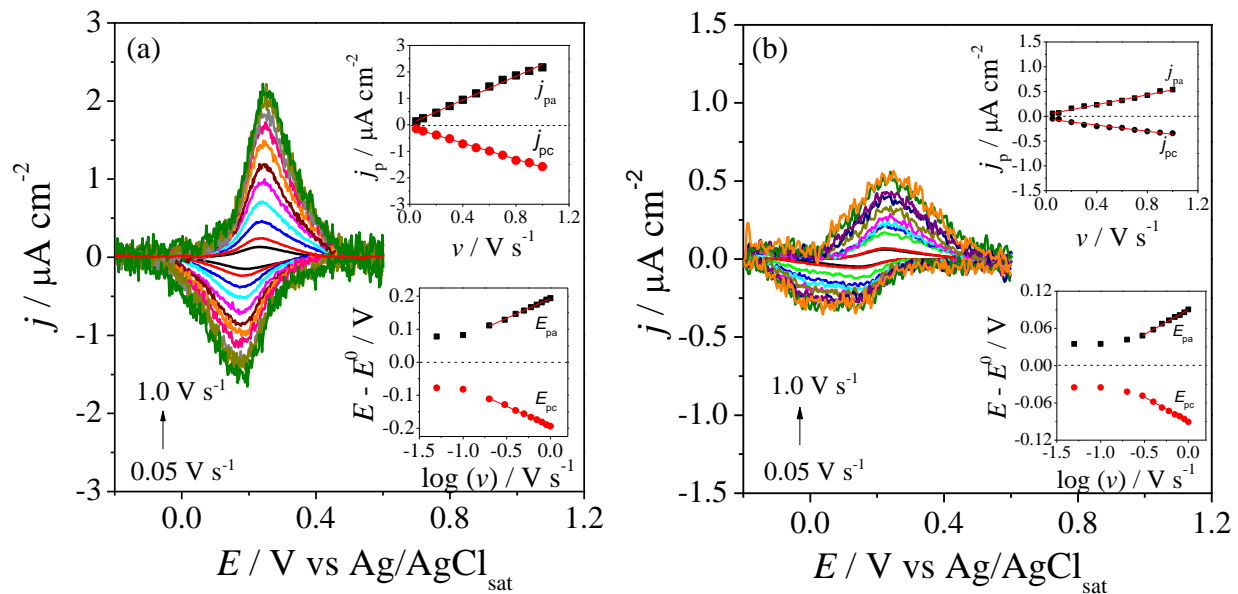 (a)
j / μA cm-2
3
2
1
0
-1
-2
-3
0.0 0.4 0.8 1.2
E / V vs Ag/AgClsat
1.0 V s-1
0.05 V s-1
jp / μA cm-2
3
2
1
0
-1
-2
-3
jpa
jpc
0.0 0.4 0.8 1.2
v / V s-1
E - E0 / V
0.2
0.1
0.0
-0.1
-0.2
Epa
Epc
-1.5 -1.0 -0.5 0.0
log (v) / V s-1
(b)
j / μA cm-2
1.5
1.0
0.5
0.0
-0.5
-1.0
-1.5
0.0 0.4 0.8 1.2
E / V vs Ag/AgClsat
1.0 V s-1
0.05 V s-1
jp / μA cm-2
1.5
1.0
0.5
0.0
-0.5
-1.0
-1.5
jpa
jpc
0.0 0.4 0.8 1.2
v / V s-1
E - E0 / V
0.12
0.06
0.00
-0.06
-0.12
Epa
Epc
-1.5 -1.0 -0.5 0.0
log (v) / V s-1